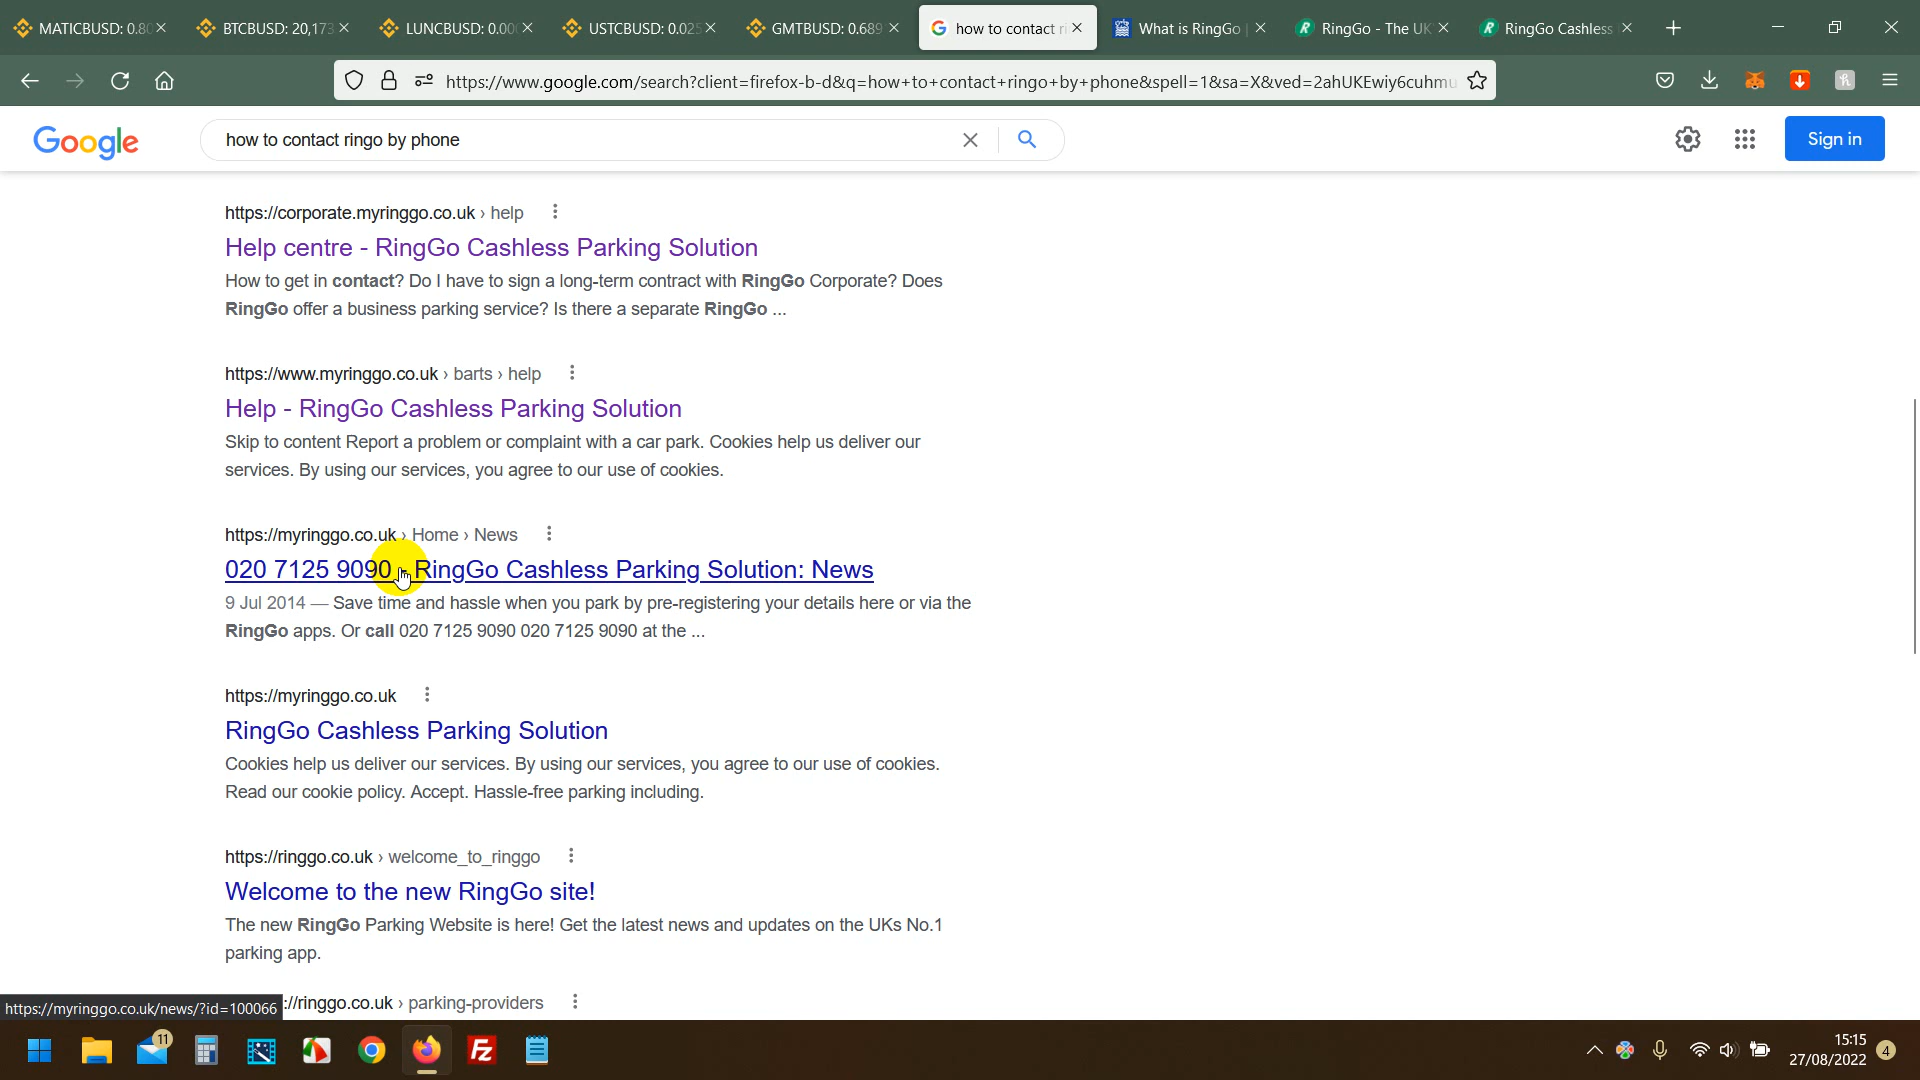 MATICBUSD: 0.80
BTCBUSD: 20,173
LUNCBUSD: 0.000
USTCBUSD: 0.025
GMTBUSD: 0.689
how to contact ri
What is RingGo |
RingGo - The UK'
RingGo Cashless
https://www.google.com/search?client=firefox-b-d&q=how+to+contact+ringo+by+phone&spell=1&sa=X&ved=2ahUKEwiy6cuhmu
Google
how to contact ringo by phone
Sign in
https://corporate.myringgo.co.uk › help
Help centre - RingGo Cashless Parking Solution
How to get in contact? Do I have to sign a long-term contract with RingGo Corporate? Does
RingGo offer a business parking service? Is there a separate RingGo ...
https://www.myringgo.co.uk › barts › help
Help - RingGo Cashless Parking Solution
Skip to content Report a problem or complaint with a car park. Cookies help us deliver our
services. By using our services, you agree to our use of cookies.
https://myringgo.co.uk › Home › News
020 7125 9090 - RingGo Cashless Parking Solution: News
9 Jul 2014 — Save time and hassle when you park by pre-registering your details here or via the
RingGo apps. Or call 020 7125 9090 020 7125 9090 at the ...
https://myringgo.co.uk
RingGo Cashless Parking Solution
Cookies help us deliver our services. By using our services, you agree to our use of cookies.
Read our cookie policy. Accept. Hassle-free parking including.
https://ringgo.co.uk › welcome_to_ringgo
Welcome to the new RingGo site!
The new RingGo Parking Website is here! Get the latest news and updates on the UKs No.1
parking app.
://ringgo.co.uk › parking-providers
https://myringgo.co.uk/news/?id=100066
11
15:15
27/08/2022
4